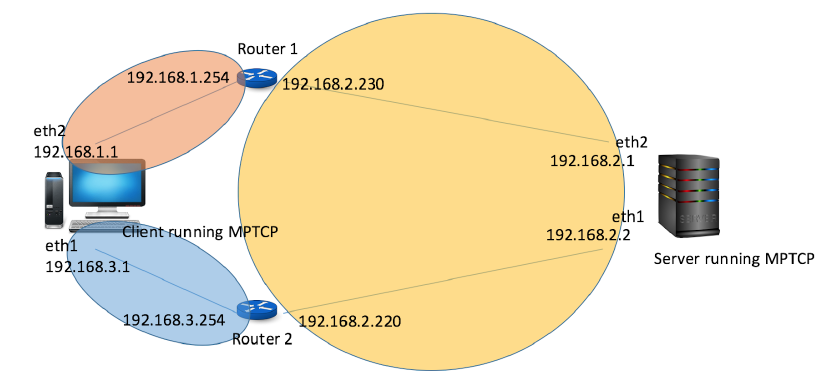 Router 1
192.168.1.254
192.168.2.230
eth2
192.168.1.1
eth2
192.168.2.1
Client running MPTCP
eth1
192.168.2.2
eth1
192.168.3.1
Server running MPTCP
192.168.3.254
192.168.2.220
Router 2